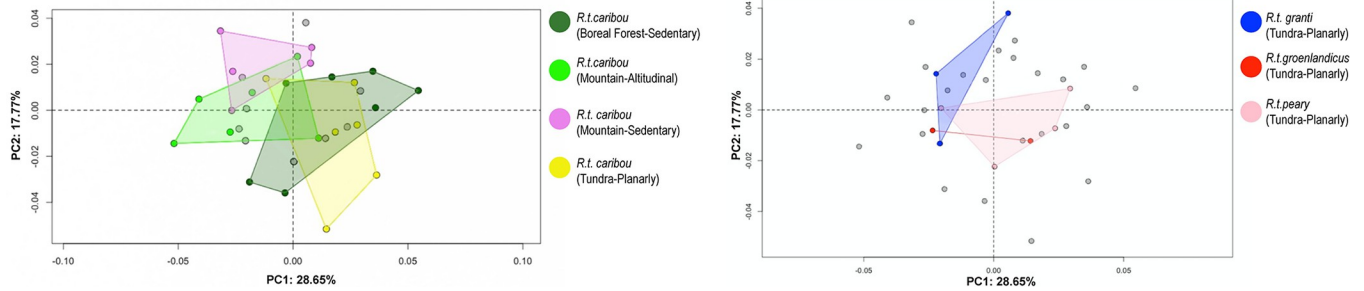 0.04
0.02
0.00
-0.02
-0.04
PC2: 17.77%
-0.10
-0.05
0.00
0.05
0.10
PC1: 28.65%
R.t.caribou
(Boreal Forest-Sedentary)
R.t.caribou
(Mountain-Altitudinal)
R.t. caribou
(Mountain-Sedentary)
R.t. caribou
(Tundra-Planarly)
0.04
0.02
0.00
-0.02
-0.04
PC2: 17.77%
-0.05
0.00
0.05
PC1: 28.65%
R.t. granti
(Tundra-Planarly)
R.t.groenlandicus
(Tundra-Planarly)
R.t.peary
(Tundra-Planarly)